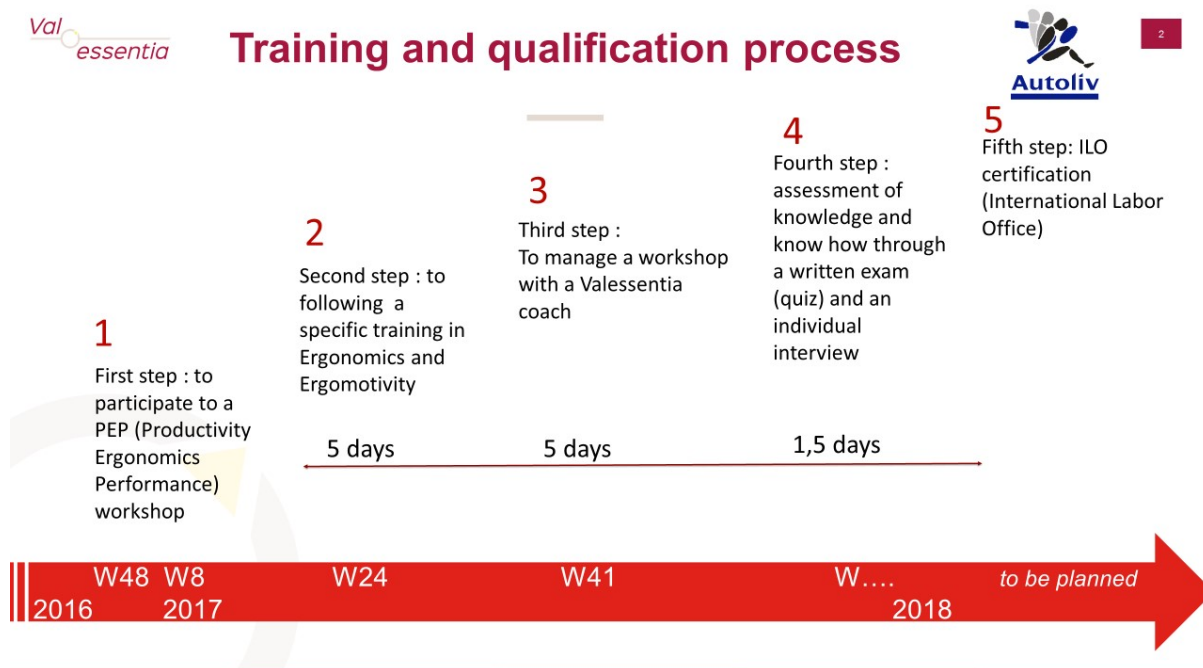 Val
essentia
Training and qualification process
Autoliv
2
1
First step : to
participate to a
PEP (Productivity
Ergonomics
Performance)
workshop
2
Second step : to
following a
specific training in
Ergonomics and
Ergomotivity
3
Third step :
To manage a workshop
with a Valessentia
coach
4
Fourth step :
assessment of
knowledge and
know how through
a written exam
(quiz) and an
individual
interview
5
Fifth step: ILO
certification
(International Labor
Office)
5 days
5 days
1,5 days
W48 W8 W24 W41 W.... to be planned
2016 2017 2018